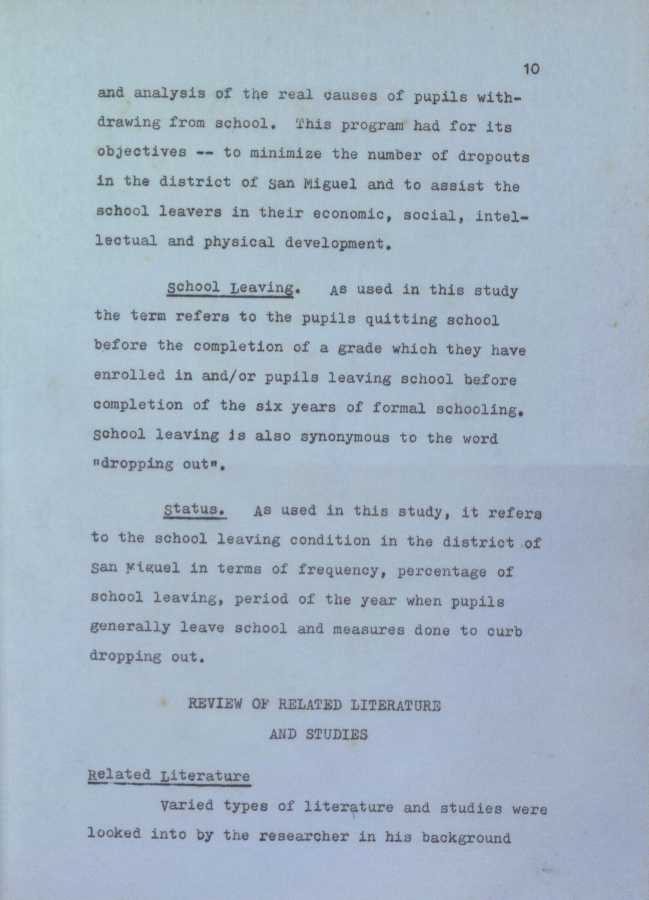 10
and analysis of the real causes of pupils with-
drawing from school. This program had for its
objectives -- to minimize the number of dropouts
in the district of San Miguel and to assist the
school leavers in their economic, social, intel-
lectual and physical development.
School Leaving. As used in this study
the term refers to the pupils quitting school
before the completion of a grade which they have
enrolled in and/or pupils leaving school before
completion of the six years of formal schooling.
School leaving is also synonymous to the word
"dropping out".
Status. As used in this study, it refers
to the school leaving condition in the district of
San Miguel in terms of frequency, percentage of
school leaving, period of the year when pupils
generally leave school and measures done to curb
dropping out.
REVIEW OF RELATED LITERATURE
AND STUDIES
Related Literature
Varied types of literature and studies were
looked into by the researcher in his background